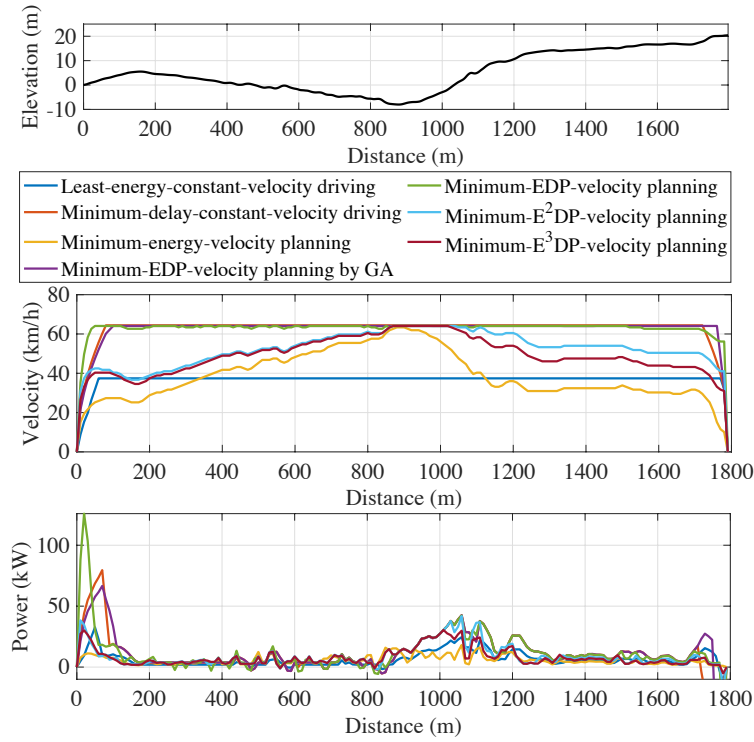 Elevation (m)
20
10
0
-10
0 200 400 600 800 1000 1200 1400 1600
Distance (m)
Least-energy-constant-velocity driving
Minimum-delay-constant-velocity driving
Minimum-energy-velocity planning
Minimum-EDP-velocity planning by GA
Minimum-EDP-velocity planning
Minimum-E²DP-velocity planning
Minimum-E³DP-velocity planning
Velocity (km/h)
80
60
40
20
0
0 200 400 600 800 1000 1200 1400 1600 1800
Distance (m)
Power (kW)
100
50
0
0 200 400 600 800 1000 1200 1400 1600 1800
Distance (m)